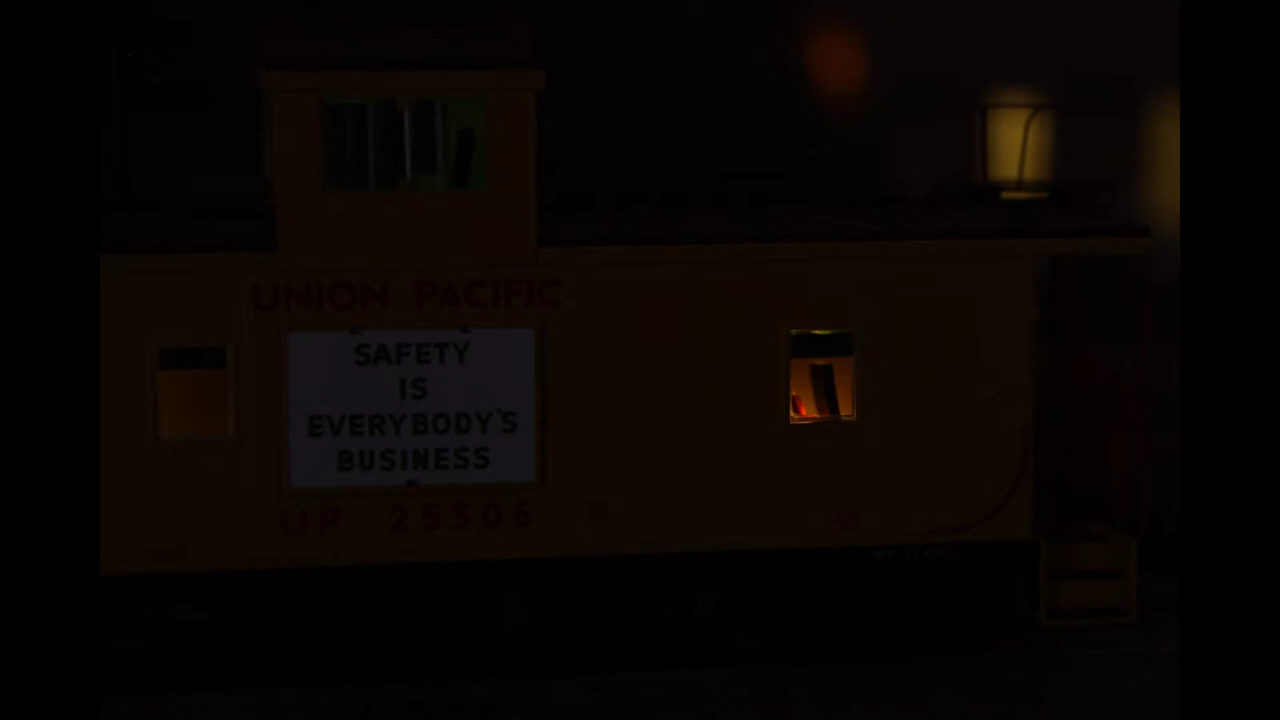 UNION PACIFIC
SAFETY
IS
EVERYBODY'S
BUSINESS
UP 25506